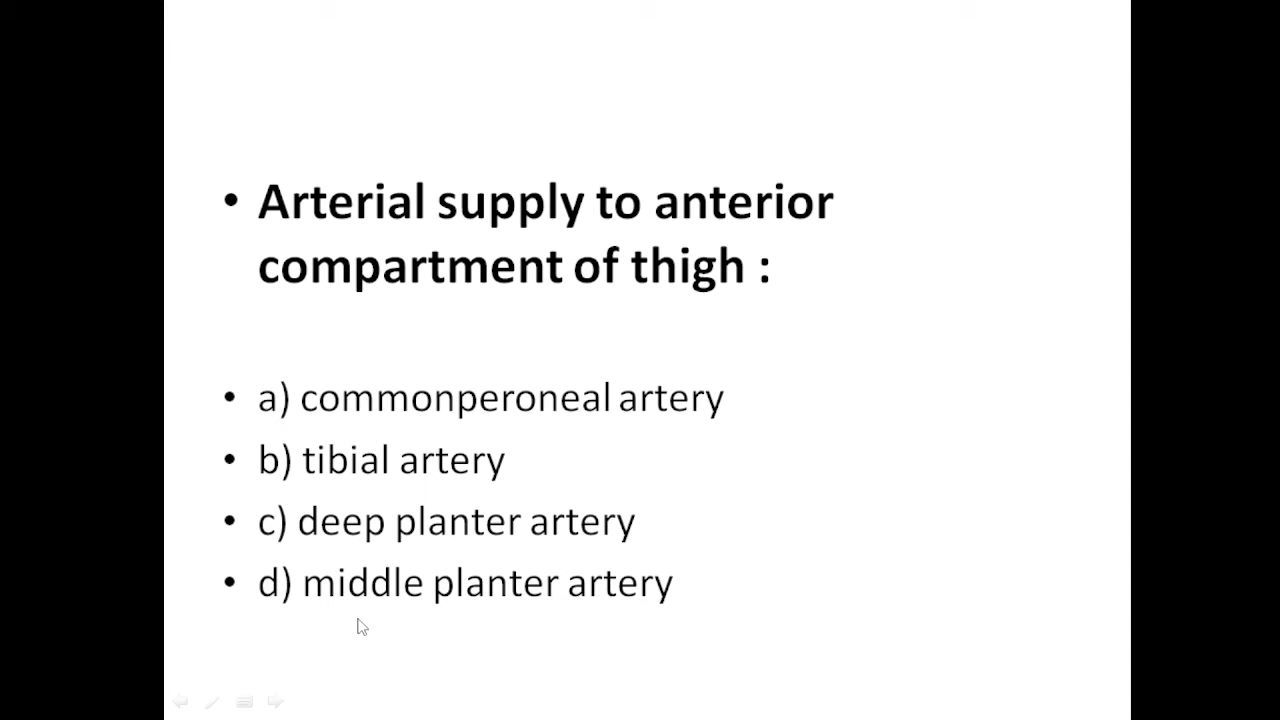 • Arterial supply to anterior
compartment of thigh :
• a) commonperoneal artery
• b) tibial artery
• c) deep planter artery
• d) middle planter artery